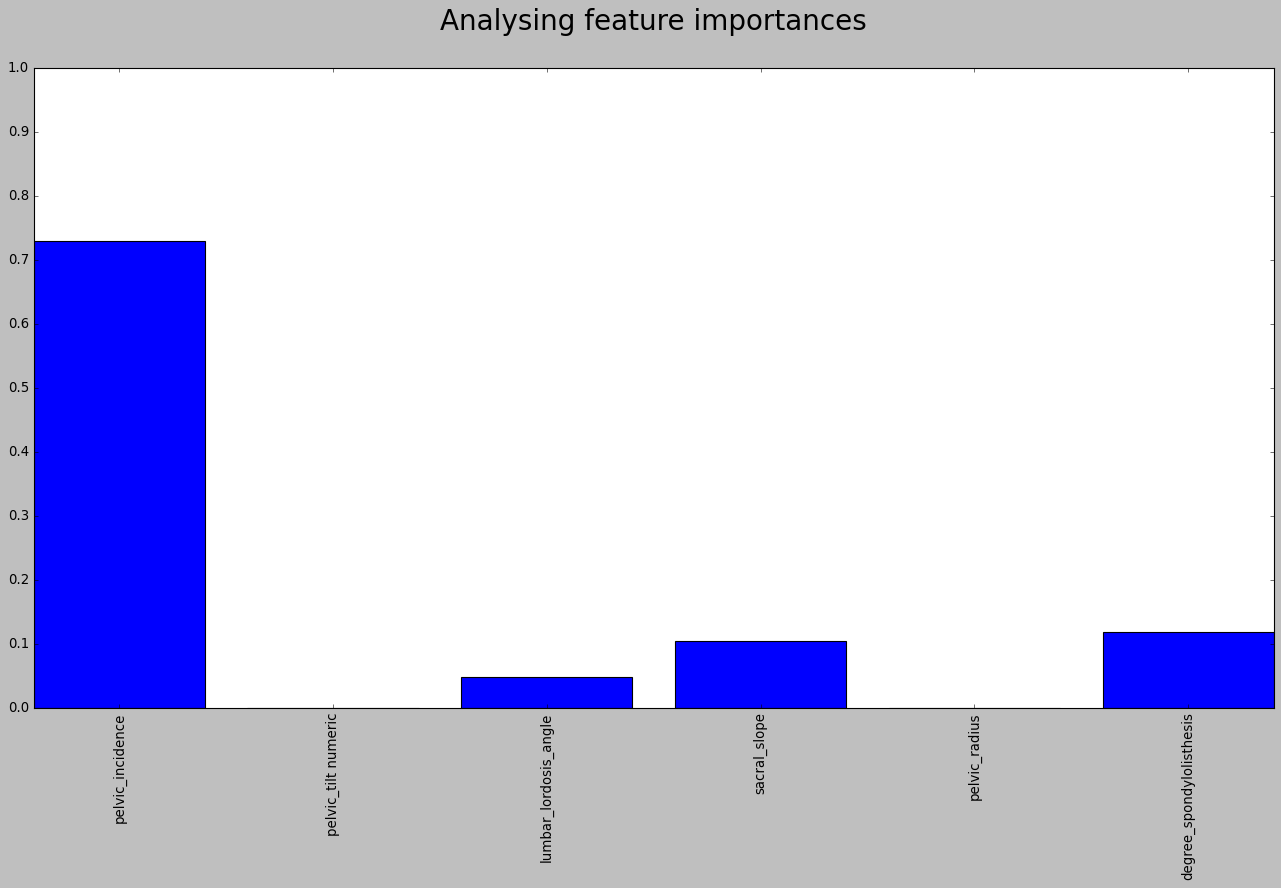 Analysing feature importances
1.0
0.9
0.8
0.7
0.6
0.5
0.4
0.3
0.2
0.1
0.0
pelvic_incidence
pelvic_tilt numeric
lumbar_lordosis_angle
sacral_slope
pelvic_radius
degree_spondylolisthesis